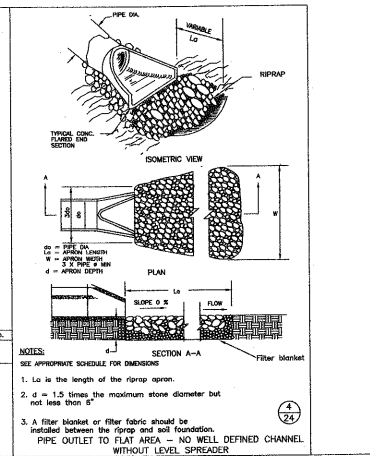 PIPE DIA.
VARIABLE
La
RIPRAP
TYPICAL CONC.
FLARED END
SECTION
ISOMETRIC VIEW
A
A
3do
do
W
do = PIPE DIA
La = APRON LENGTH
W = APRON WIDTH
3 X PIPE ø MIN
d = APRON DEPTH
PLAN
La
SLOPE 0 %
FLOW
d
SECTION A-A
Filter blanket
NOTES:
SEE APPROPRIATE SCHEDULE FOR DIMENSIONS
1. La is the length of the riprap apron.
2. d = 1.5 times the maximum stone diameter but
not less than 6"
3. A filter blanket or filter fabric should be
installed between the riprap and soil foundation.
4
24
PIPE OUTLET TO FLAT AREA – NO WELL DEFINED CHANNEL
WITHOUT LEVEL SPREADER